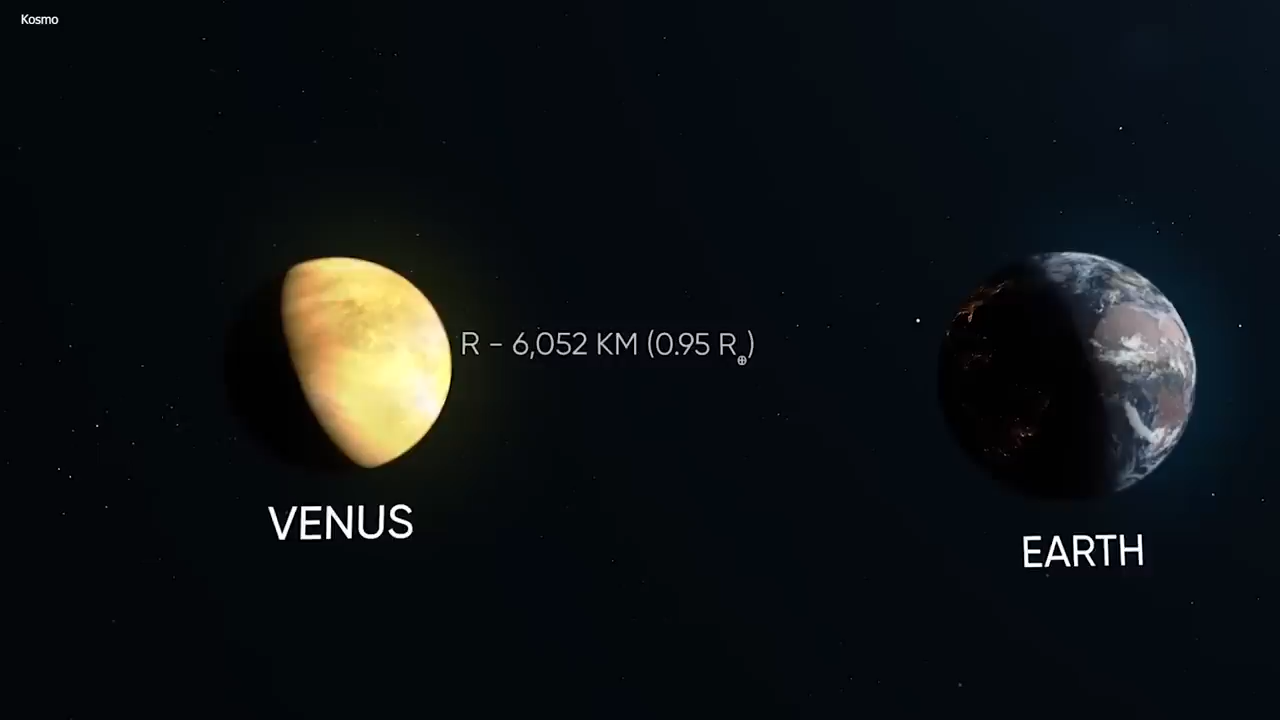 Kosmo
R - 6,052 KM (0.95 R⊕)
VENUS
EARTH